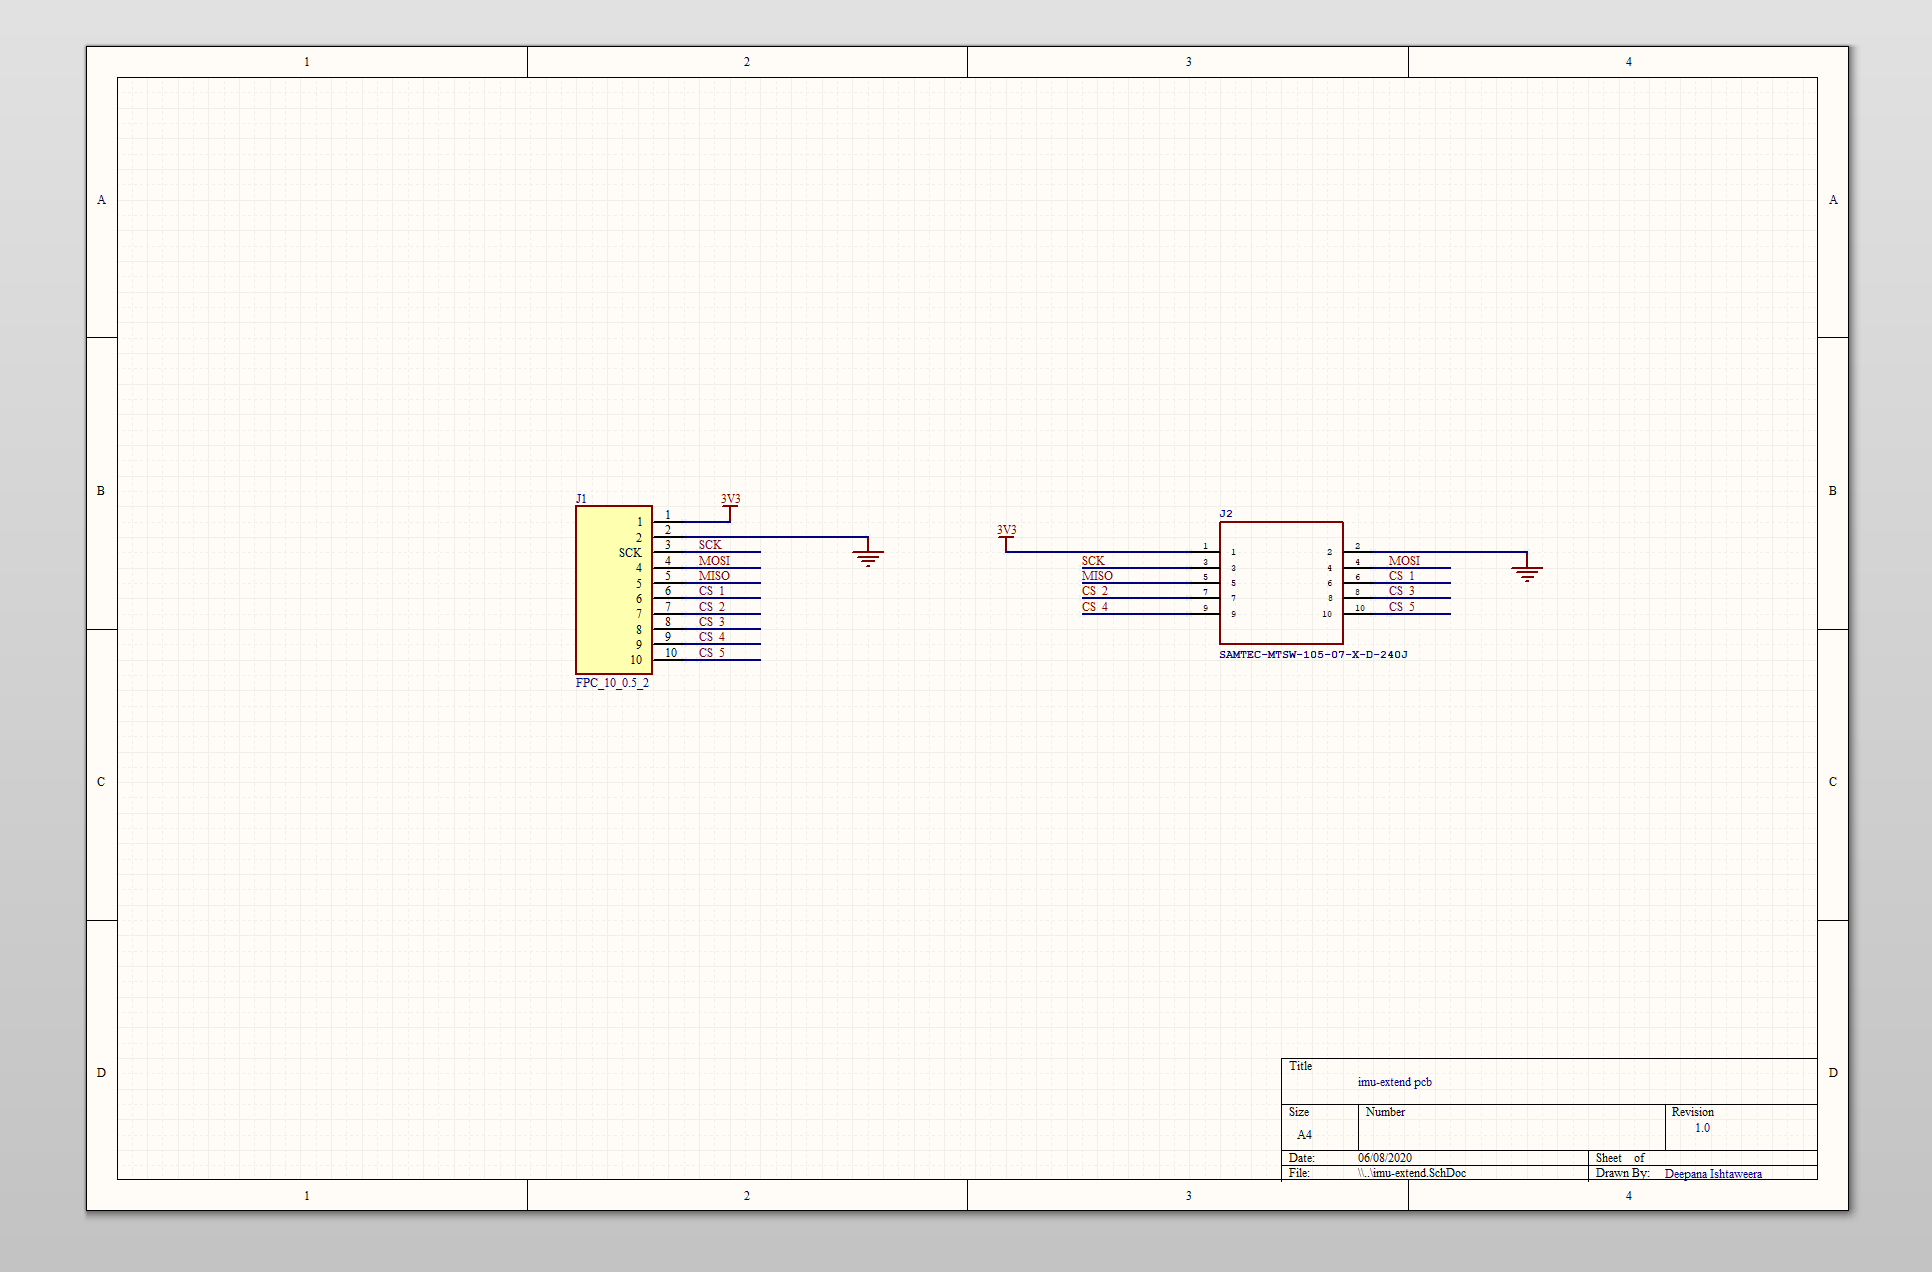 1 2 3 4
A A
B B
J1
3V3
1 1
2 2
SCK 3 SCK
4 4 MOSI
5 5 MISO
6 6 CS_1
7 7 CS_2
8 8 CS_3
9 9 CS_4
10 10 CS_5
FPC_10_0.5_2
J2
3V3
1 1 2 2
SCK 3 3 4 4 MOSI
MISO 5 5 6 6 CS_1
CS_2 7 7 8 8 CS_3
CS_4 9 9 10 10 CS_5
SAMTEC-MTSW-105-07-X-D-240J
C C
D D
Title
imu-extend pcb
Size Number Revision
A4 1.0
Date: 06/08/2020 Sheet of
File: \\..\imu-extend.SchDoc Drawn By: Deepana Ishtaweera
1 2 3 4